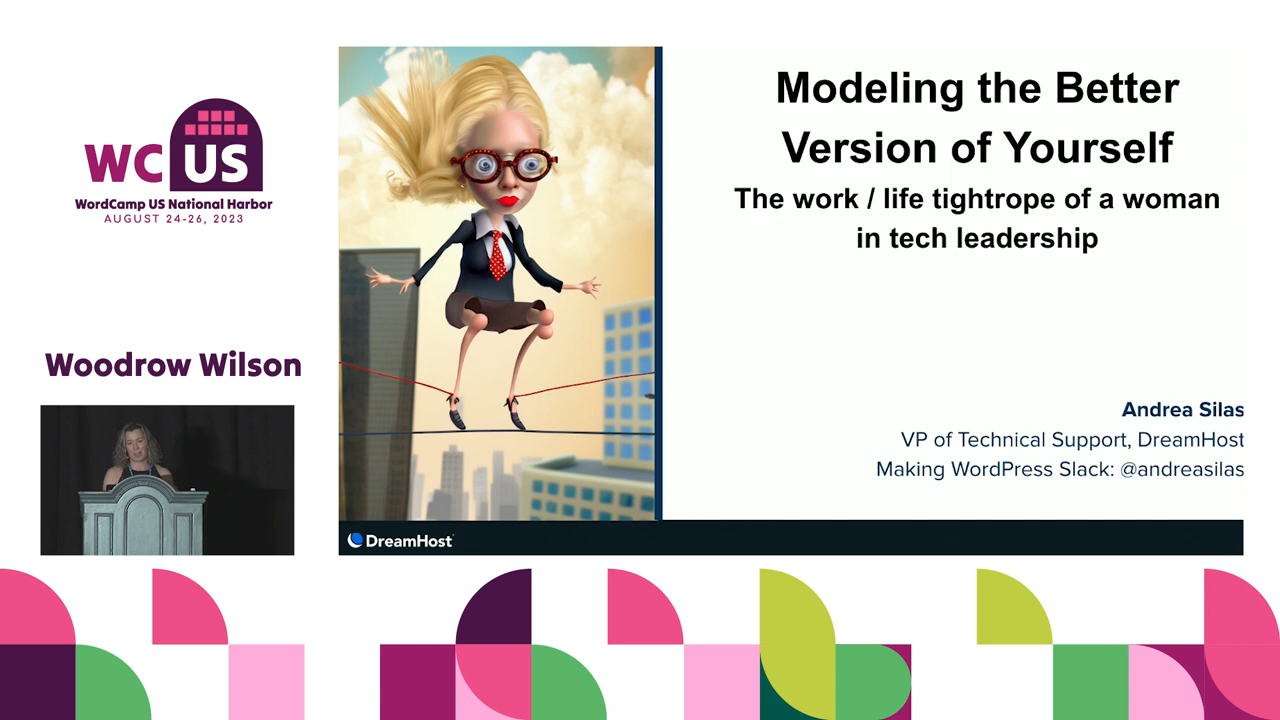 WC US
WordCamp US National Harbor
AUGUST 24-26, 2023
Woodrow Wilson
Modeling the Better
Version of Yourself
The work / life tightrope of a woman
in tech leadership
Andrea Silas
VP of Technical Support, DreamHost
Making WordPress Slack: @andreasilas
DreamHost